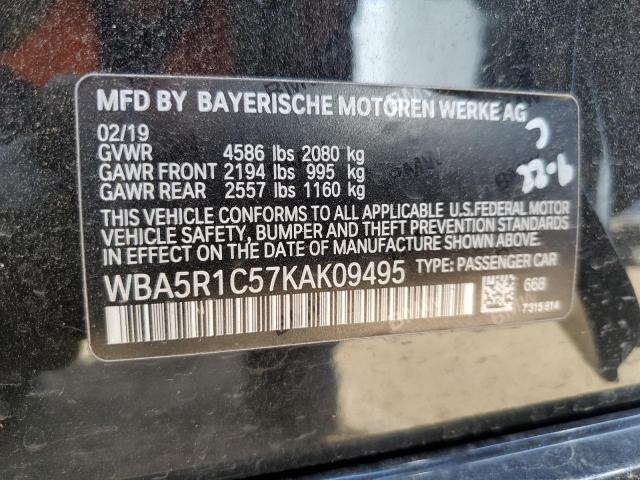 MFD BY BAYERISCHE MOTOREN WERKE AG
02/19
GVWR 4586 lbs 2080 kg
GAWR FRONT 2194 lbs 995 kg
GAWR REAR 2557 lbs 1160 kg
THIS VEHICLE CONFORMS TO ALL APPLICABLE U.S.FEDERAL MOTOR
VEHICLE SAFETY, BUMPER AND THEFT PREVENTION STANDARDS
IN EFFECT ON THE DATE OF MANUFACTURE SHOWN ABOVE.
WBA5R1C57KAK09495 TYPE: PASSENGER CAR
668
7315814